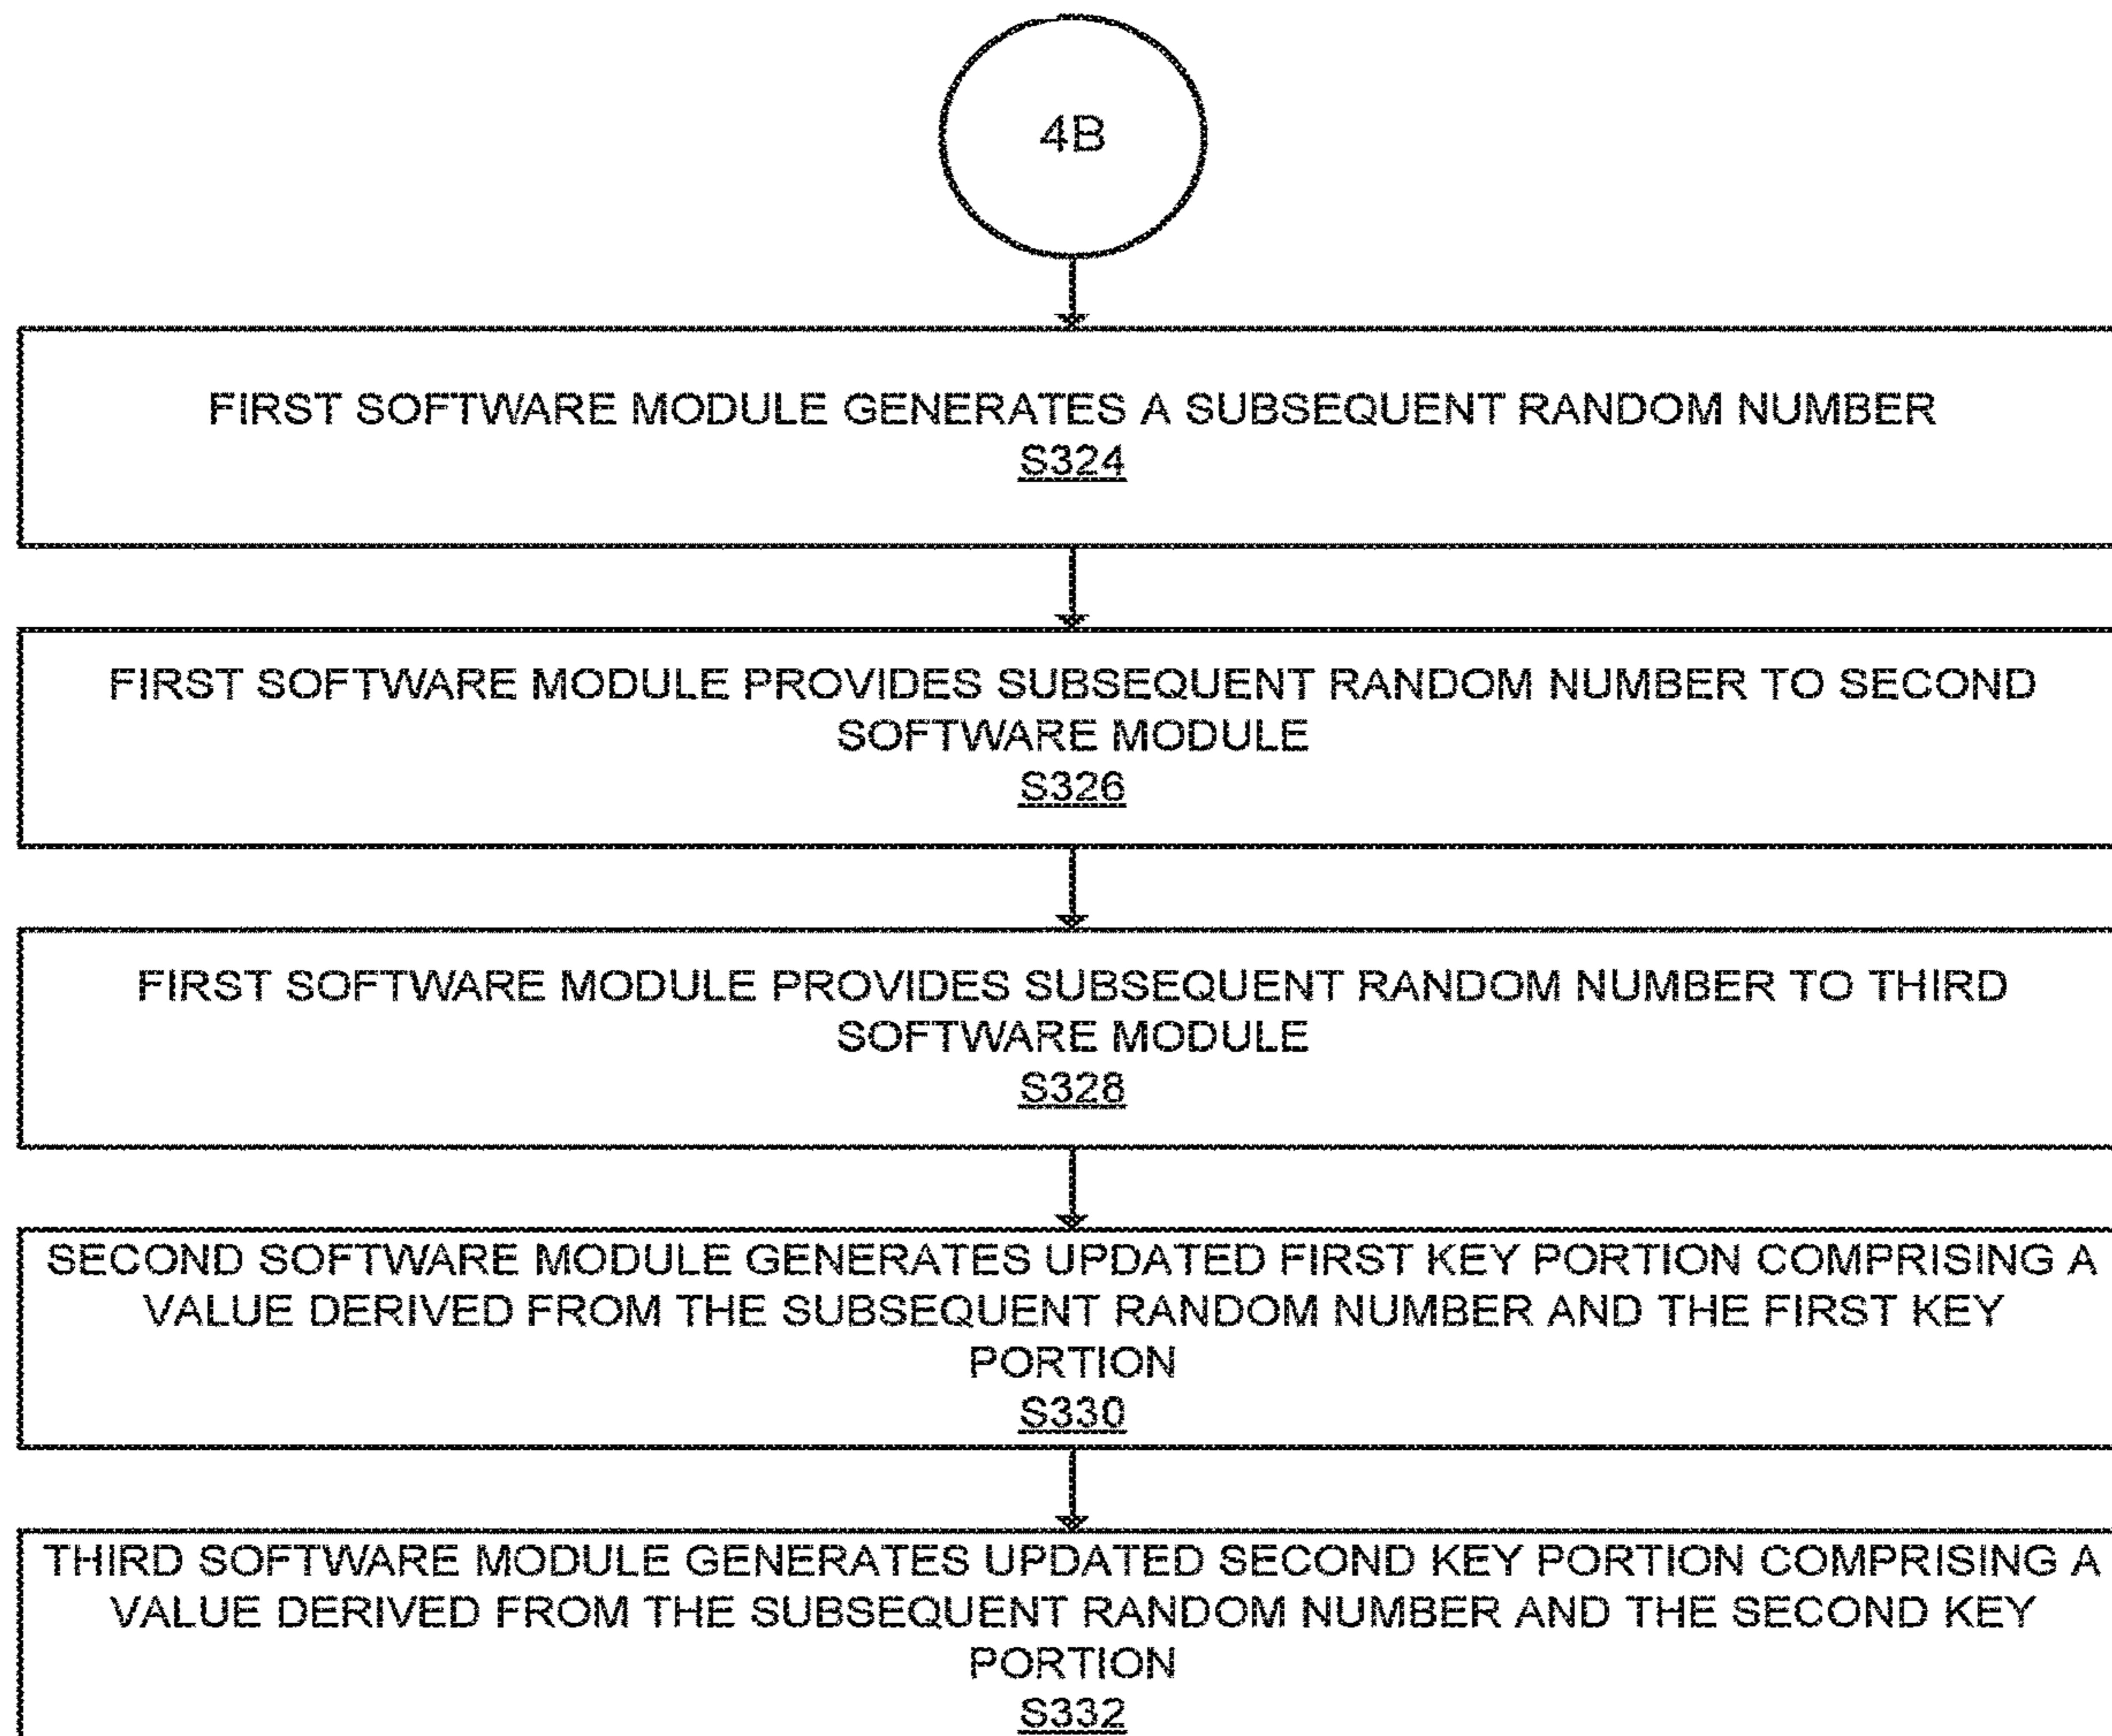 4B
FIRST SOFTWARE MODULE GENERATES A SUBSEQUENT RANDOM NUMBER
S324
FIRST SOFTWARE MODULE PROVIDES SUBSEQUENT RANDOM NUMBER TO SECOND
SOFTWARE MODULE
S326
FIRST SOFTWARE MODULE PROVIDES SUBSEQUENT RANDOM NUMBER TO THIRD
SOFTWARE MODULE
S328
SECOND SOFTWARE MODULE GENERATES UPDATED FIRST KEY PORTION COMPRISING A
VALUE DERIVED FROM THE SUBSEQUENT RANDOM NUMBER AND THE FIRST KEY
PORTION
S330
THIRD SOFTWARE MODULE GENERATES UPDATED SECOND KEY PORTION COMPRISING A
VALUE DERIVED FROM THE SUBSEQUENT RANDOM NUMBER AND THE SECOND KEY
PORTION
S332